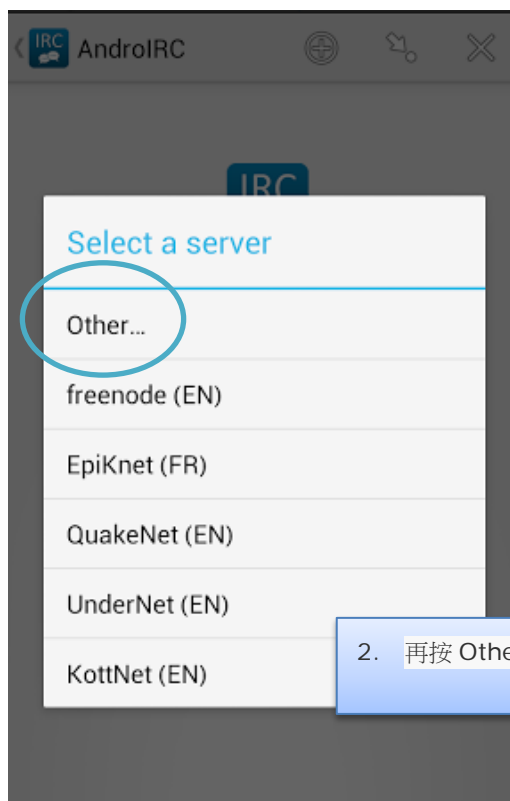 IRC AndroIRC
IRC
Select a server
Other...
freenode (EN)
EpiKnet (FR)
QuakeNet (EN)
UnderNet (EN)
KottNet (EN)
2. 再按 Othe